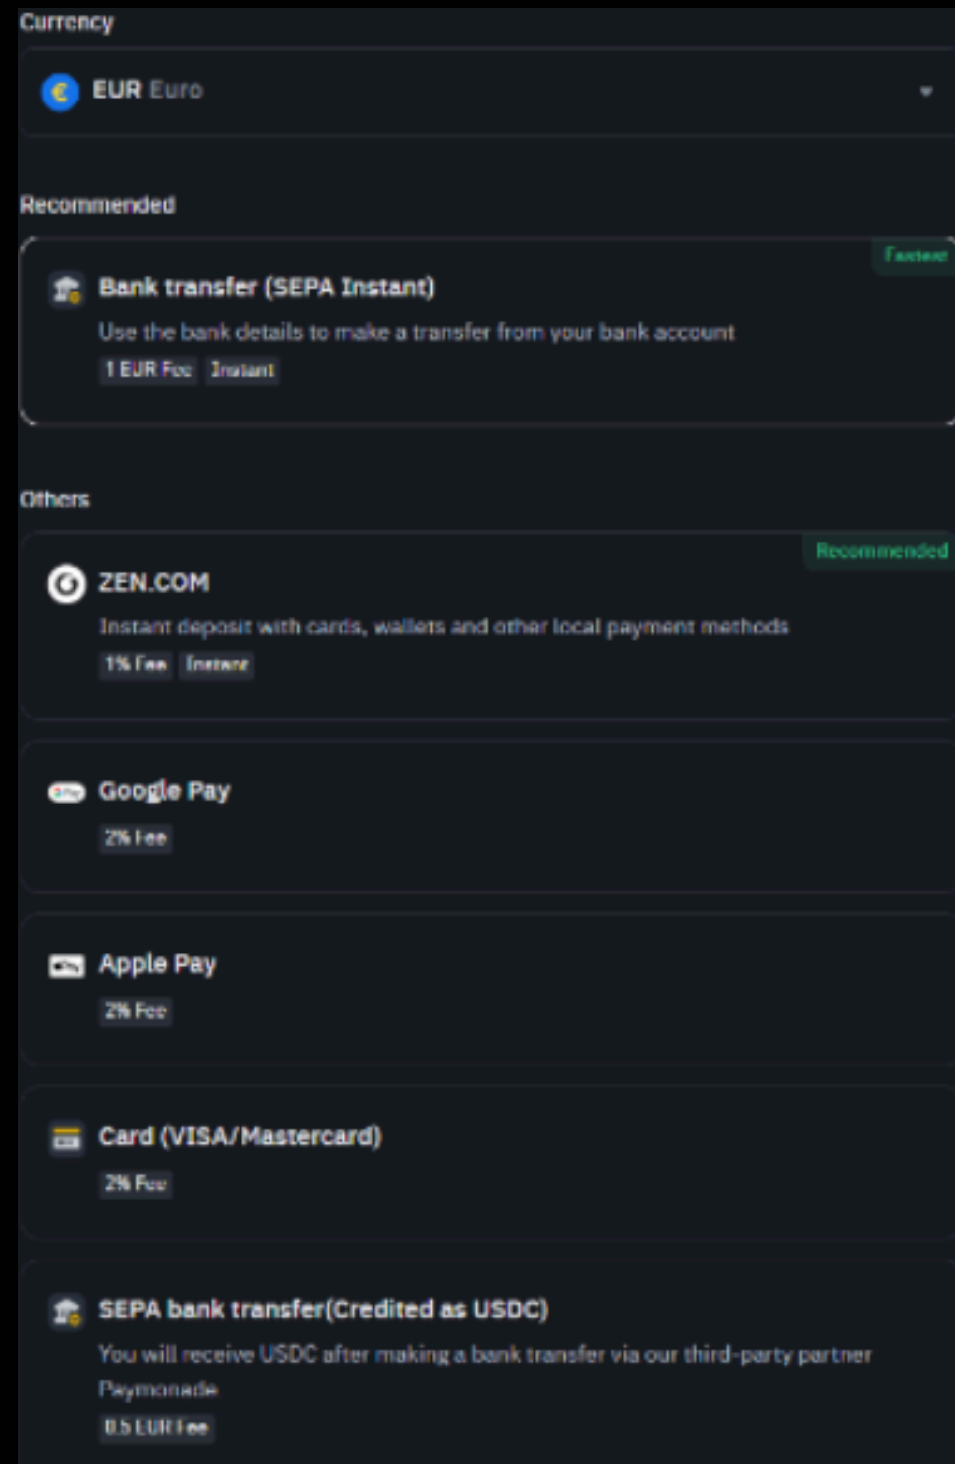 Currency
EUR Euro
Recommended
Fastest
Bank transfer (SEPA Instant)
Use the bank details to make a transfer from your bank account
1 EUR Fee Instant
Others
Recommended
ZEN.COM
Instant deposit with cards, wallets and other local payment methods
1% Fee Instant
Google Pay
2% Fee
Apple Pay
2% Fee
Card (VISA/Mastercard)
2% Fee
SEPA bank transfer(Credited as USDC)
You will receive USDC after making a bank transfer via our third-party partner
Paymonade
0.5 EUR Fee